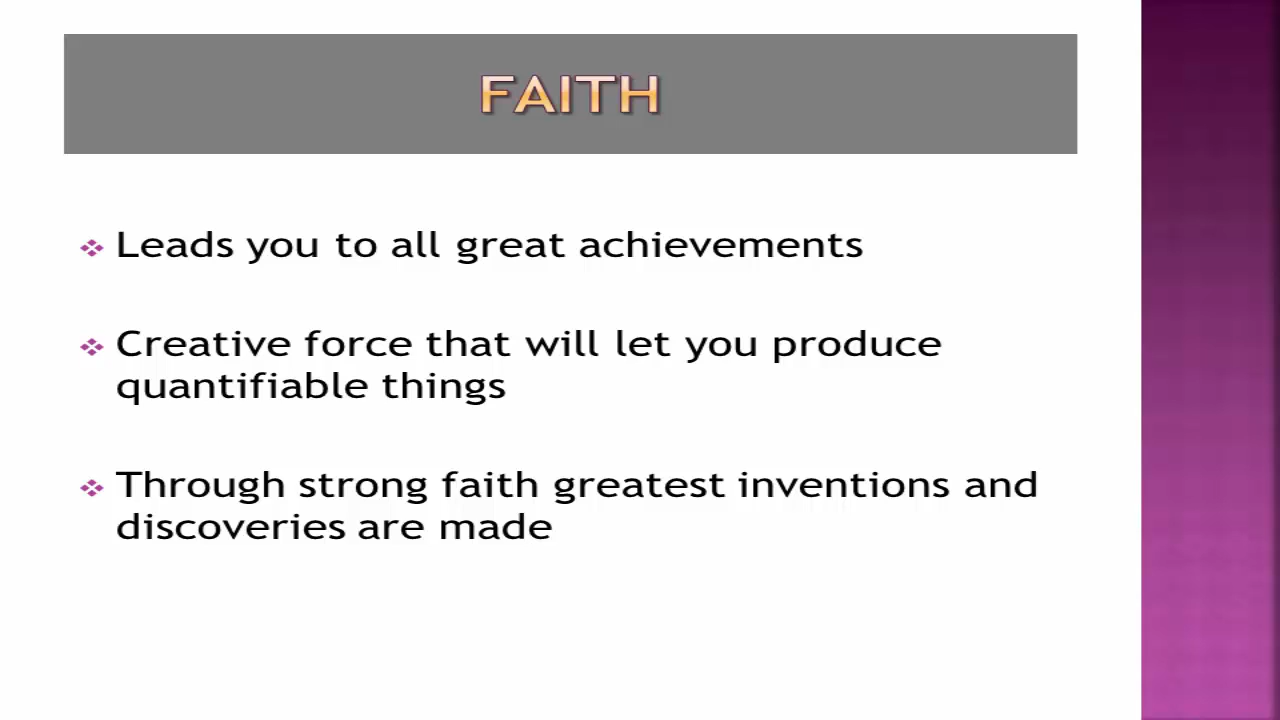 FAITH
Leads you to all great achievements
Creative force that will let you produce
quantifiable things
Through strong faith greatest inventions and
discoveries are made